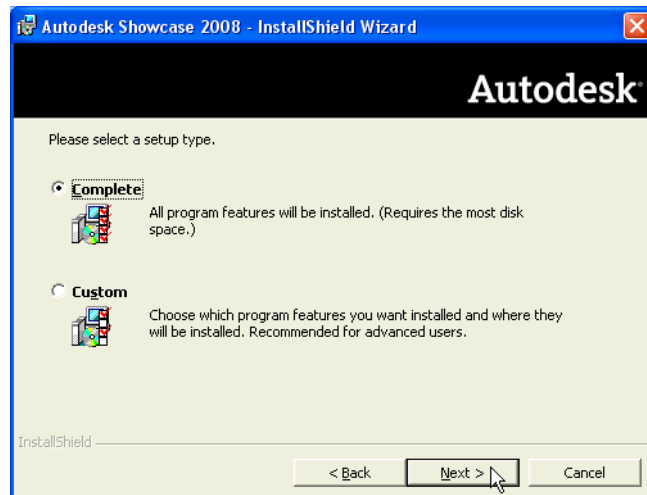 Autodesk Showcase 2008 - InstallShield Wizard
Autodesk
Please select a setup type.
Complete
All program features will be installed. (Requires the most disk
space.)
Custom
Choose which program features you want installed and where they
will be installed. Recommended for advanced users.
InstallShield
< Back Next > Cancel